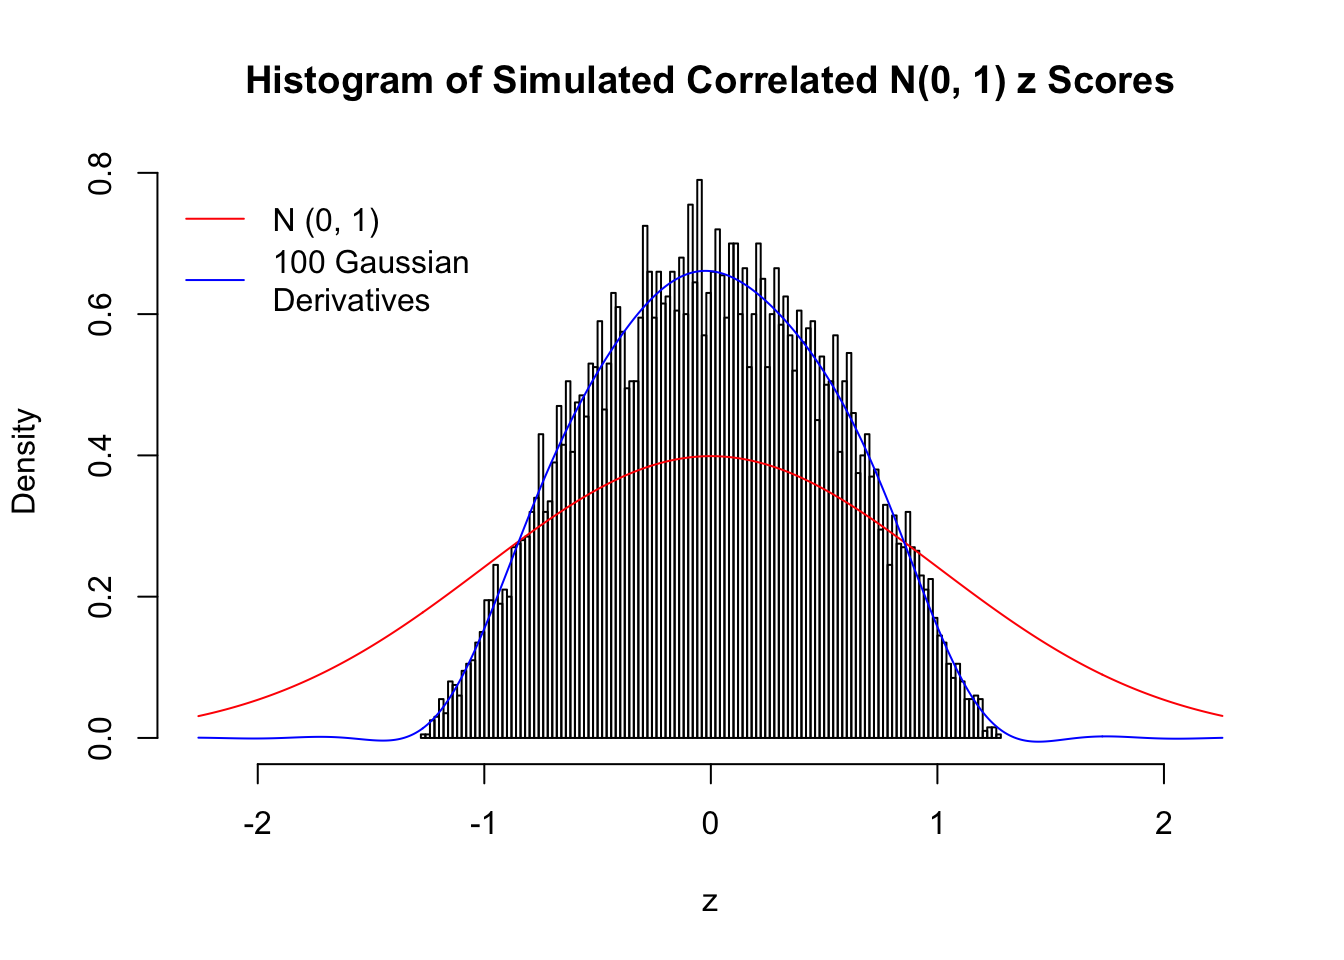 Histogram of Simulated Correlated N(0, 1) z Scores
N (0, 1)
100 Gaussian
Derivatives
Density
0.8
0.6
0.4
0.2
0.0
-2
-1
0
1
2
z